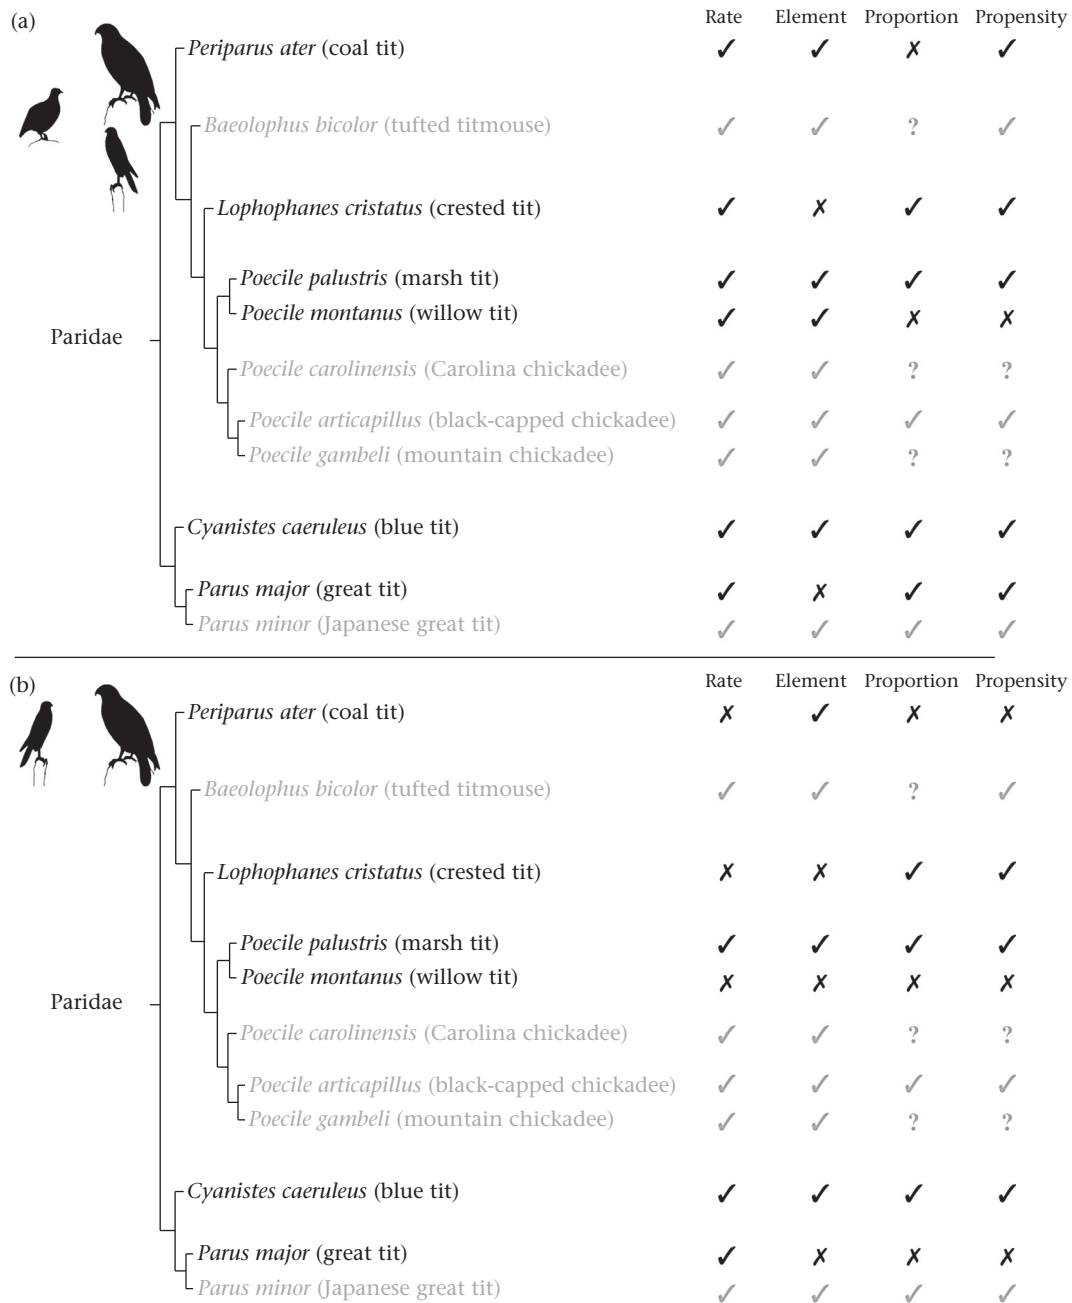 (a) Rate Element Proportion Propensity
Periparus ater (coal tit) ✓ ✓ ✗ ✓
Baeolophus bicolor (tufted titmouse) ✓ ✓ ? ✓
Lophophanes cristatus (crested tit) ✓ ✗ ✓ ✓
Poecile palustris (marsh tit) ✓ ✓ ✓ ✓
Poecile montanus (willow tit) ✓ ✓ ✗ ✗
Paridae
Poecile carolinensis (Carolina chickadee) ✓ ✓ ? ?
Poecile articapillus (black-capped chickadee) ✓ ✓ ✓ ✓
Poecile gambeli (mountain chickadee) ✓ ✓ ? ?
Cyanistes caeruleus (blue tit) ✓ ✓ ✓ ✓
Parus major (great tit) ✓ ✗ ✓ ✓
Parus minor (Japanese great tit) ✓ ✓ ✓ ✓
(b) Rate Element Proportion Propensity
Periparus ater (coal tit) ✗ ✓ ✗ ✗
Baeolophus bicolor (tufted titmouse) ✓ ✓ ? ✓
Lophophanes cristatus (crested tit) ✗ ✗ ✓ ✓
Poecile palustris (marsh tit) ✓ ✓ ✓ ✓
Poecile montanus (willow tit) ✗ ✗ ✗ ✗
Paridae
Poecile carolinensis (Carolina chickadee) ✓ ✓ ? ?
Poecile articapillus (black-capped chickadee) ✓ ✓ ✓ ✓
Poecile gambeli (mountain chickadee) ✓ ✓ ? ?
Cyanistes caeruleus (blue tit) ✓ ✓ ✓ ✓
Parus major (great tit) ✓ ✗ ✗ ✗
Parus minor (Japanese great tit) ✓ ✓ ✓ ✓